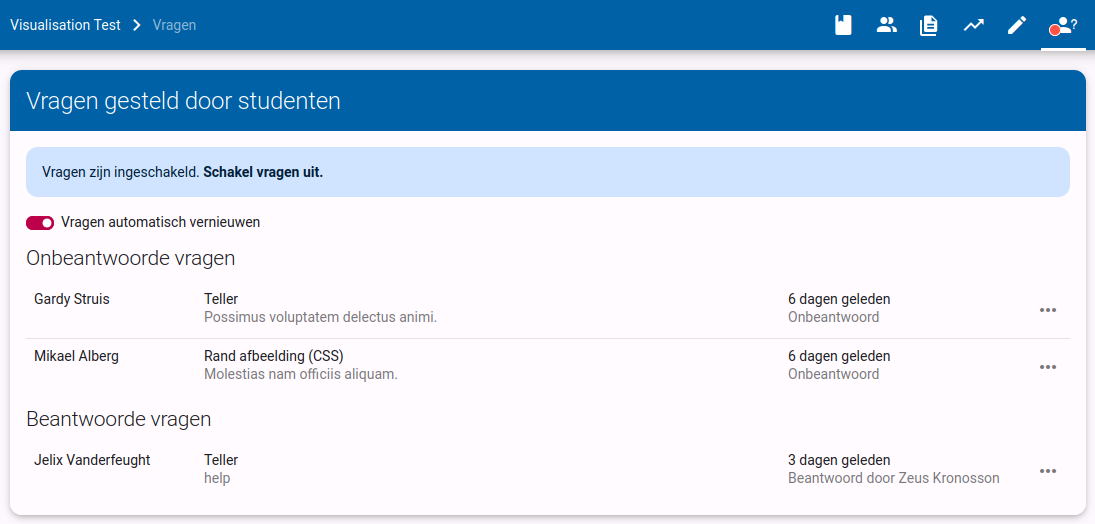 Visualisation Test > Vragen
?
Vragen gesteld door studenten
Vragen zijn ingeschakeld. Schakel vragen uit.
Vragen automatisch vernieuwen
Onbeantwoorde vragen
Gardy Struis Teller 6 dagen geleden
Possimus voluptatem delectus animi. Onbeantwoord
Mikael Alberg Rand afbeelding (CSS) 6 dagen geleden
Molestias nam officiis aliquam. Onbeantwoord
Beantwoorde vragen
Jelix Vanderfeught Teller 3 dagen geleden
help Beantwoord door Zeus Kronosson